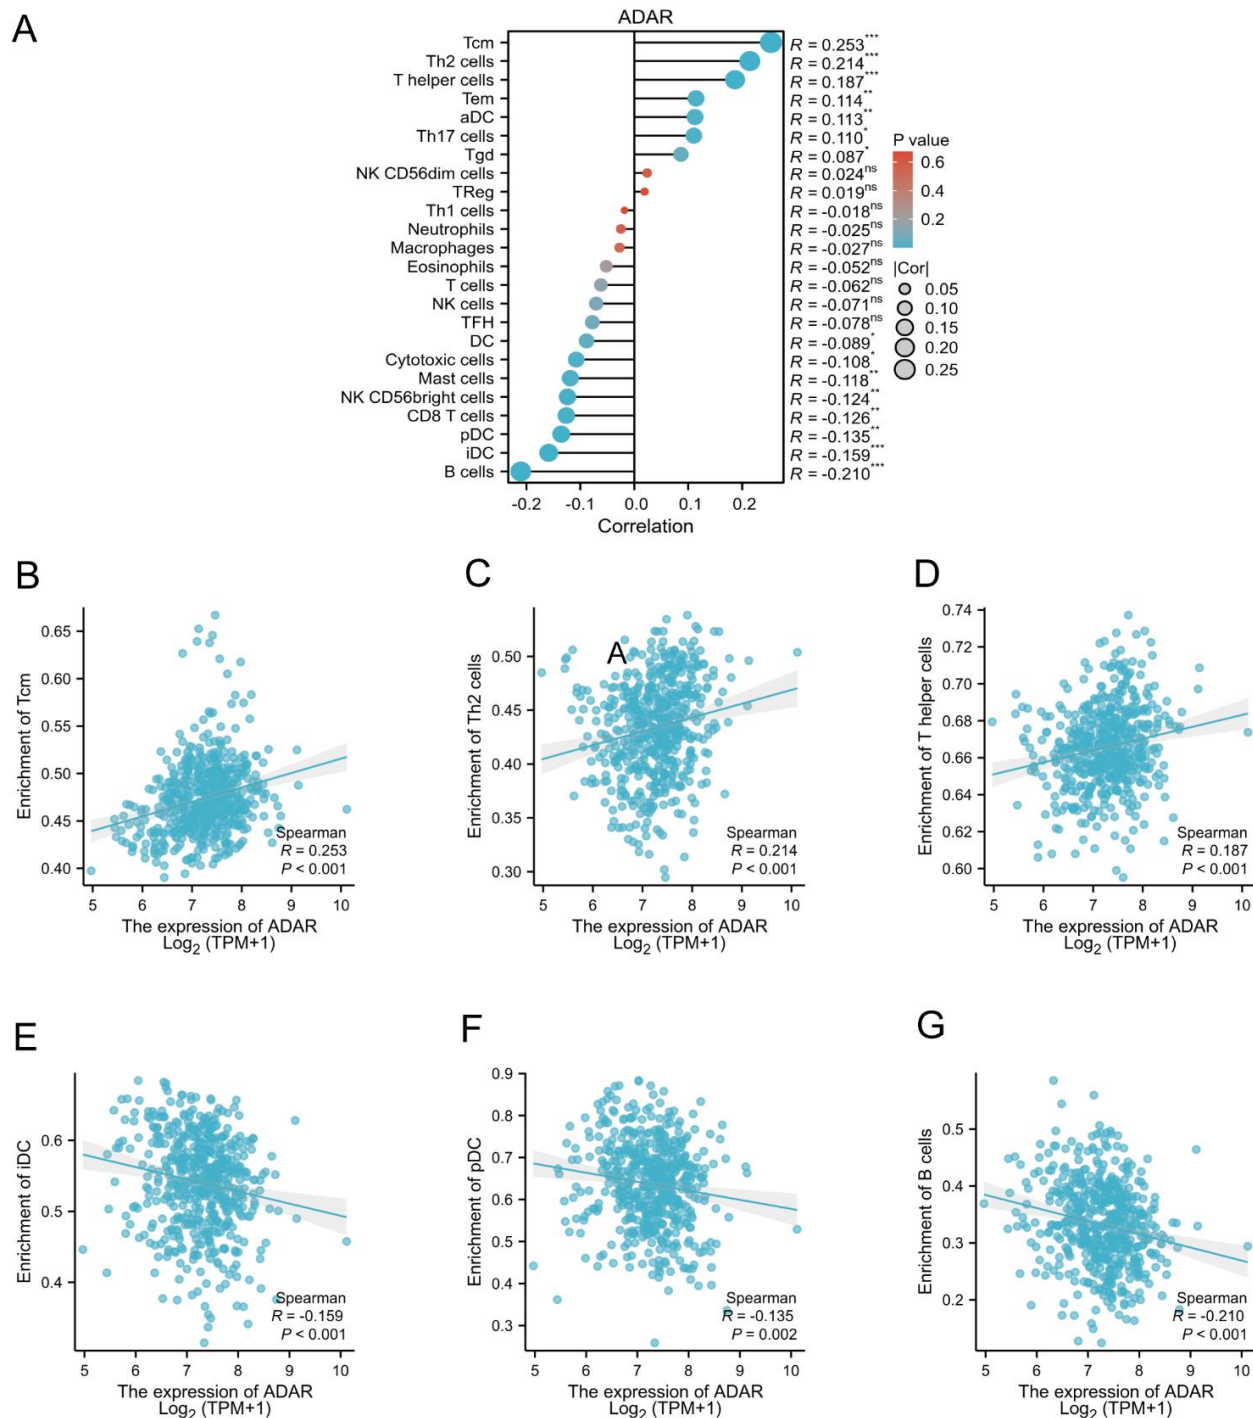 A
ADAR
Tcm R = 0.253***
Th2 cells R = 0.214***
T helper cells R = 0.187***
Tem R = 0.114**
aDC R = 0.113**
Th17 cells R = 0.110*
Tgd R = 0.087*
NK CD56dim cells R = 0.024ns
TReg R = 0.019ns
Th1 cells R = -0.018ns
Neutrophils R = -0.025ns
Macrophages R = -0.027ns
Eosinophils R = -0.052ns
T cells R = -0.062ns
NK cells R = -0.071ns
TFH R = -0.078ns
DC R = -0.089*
Cytotoxic cells R = -0.108*
Mast cells R = -0.118**
NK CD56bright cells R = -0.124**
CD8 T cells R = -0.126**
pDC R = -0.135**
iDC R = -0.159***
B cells R = -0.210***
-0.2 -0.1 0.0 0.1 0.2
Correlation
P value
0.6
0.4
0.2
|Cor|
0.05
0.10
0.15
0.20
0.25
B
Enrichment of Tcm
0.65
0.60
0.55
0.50
0.45
0.40
Spearman
R = 0.253
P < 0.001
5 6 7 8 9 10
The expression of ADAR
Log2 (TPM+1)
C
A
Enrichment of Th2 cells
0.50
0.45
0.40
0.35
0.30
Spearman
R = 0.214
P < 0.001
5 6 7 8 9 10
The expression of ADAR
Log2 (TPM+1)
D
Enrichment of T helper cells
0.74
0.72
0.70
0.68
0.66
0.64
0.62
0.60
Spearman
R = 0.187
P < 0.001
5 6 7 8 9 10
The expression of ADAR
Log2 (TPM+1)
E
Enrichment of iDC
0.6
0.5
0.4
Spearman
R = -0.159
P < 0.001
5 6 7 8 9 10
The expression of ADAR
Log2 (TPM+1)
F
Enrichment of pDC
0.9
0.8
0.7
0.6
0.5
0.4
0.3
Spearman
R = -0.135
P = 0.002
5 6 7 8 9 10
The expression of ADAR
Log2 (TPM+1)
G
Enrichment of B cells
0.5
0.4
0.3
0.2
Spearman
R = -0.210
P < 0.001
5 6 7 8 9 10
The expression of ADAR
Log2 (TPM+1)